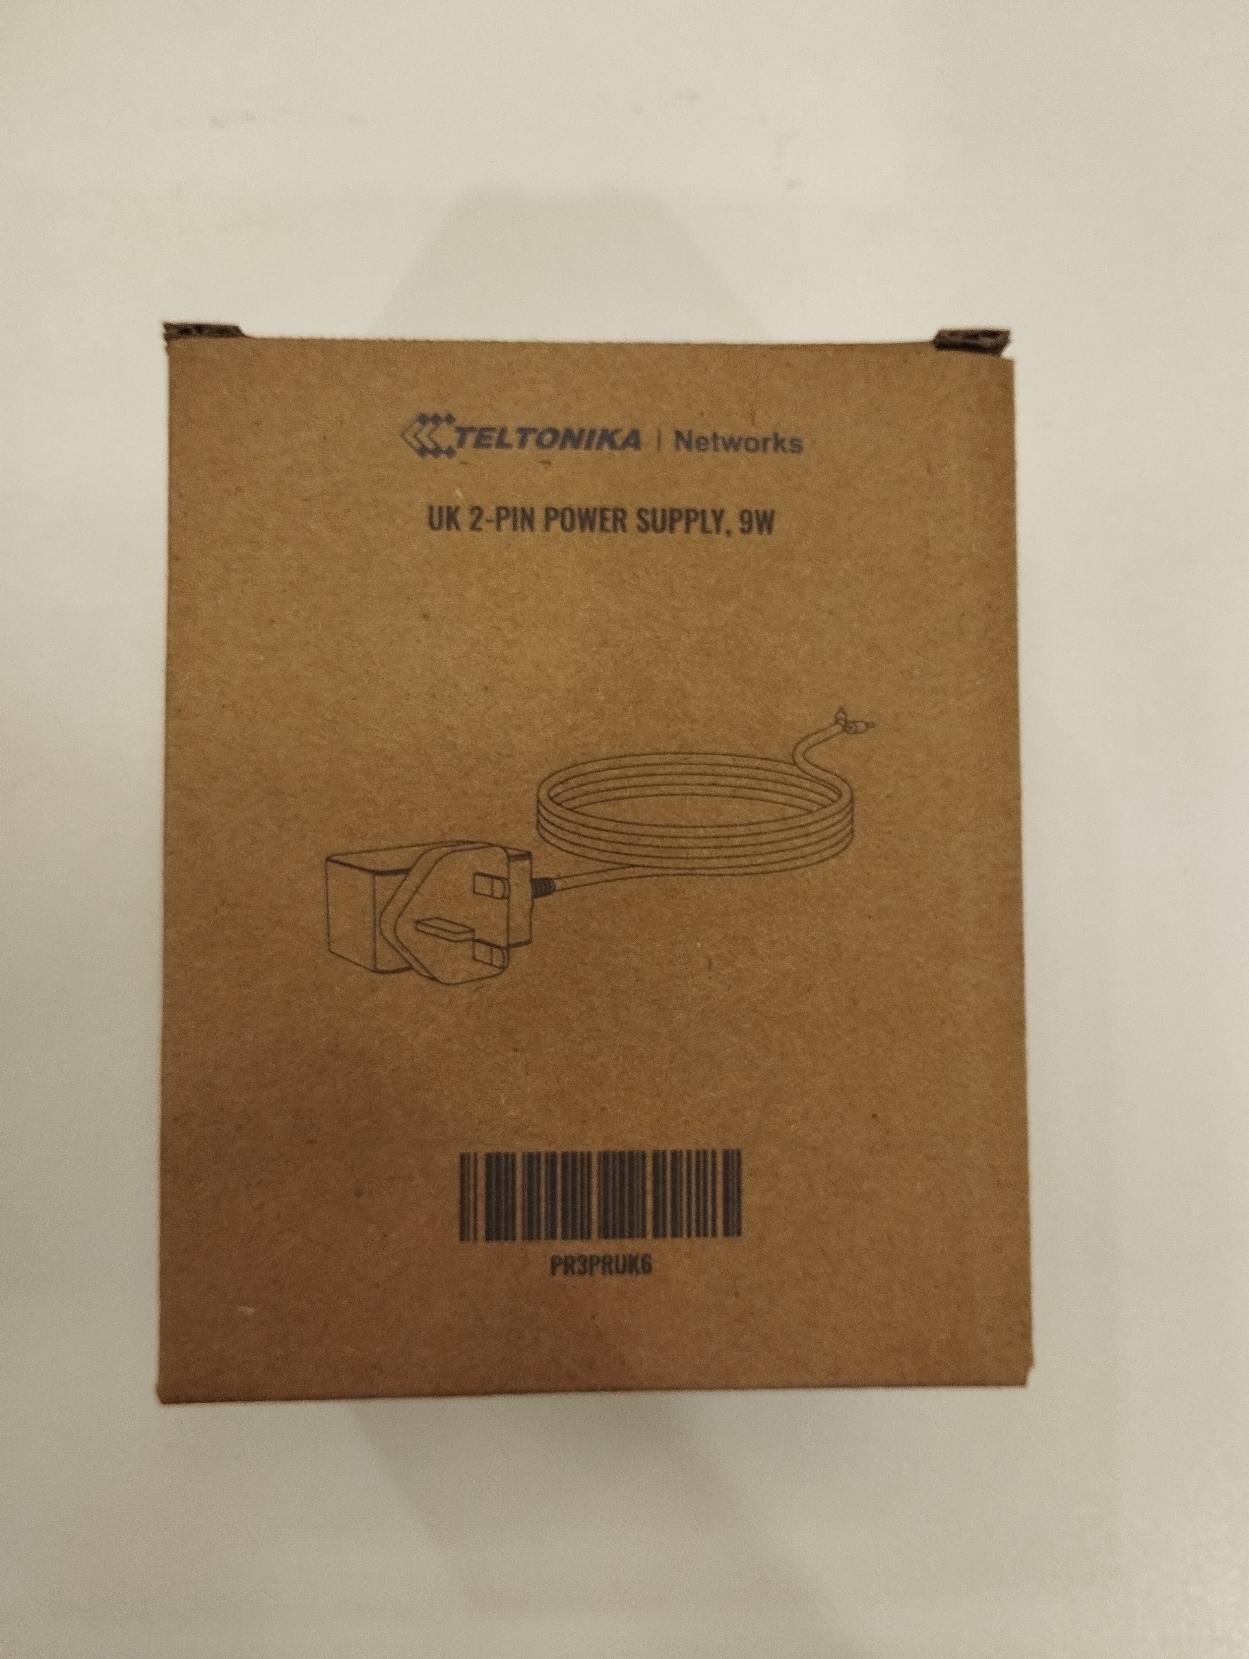 TELTONIKA | Networks
UK 2-PIN POWER SUPPLY, 9W
PR3PRUK6